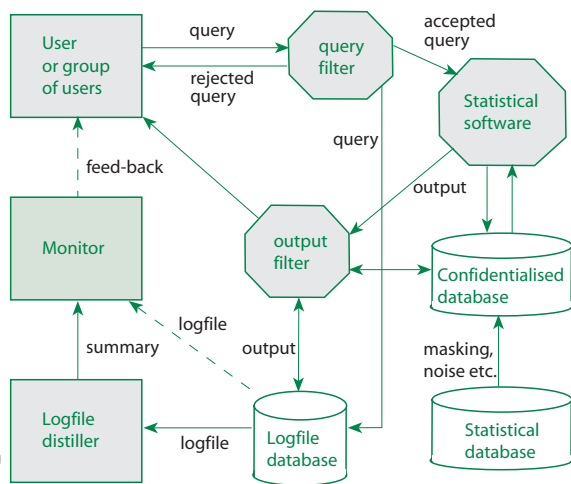 User
or group
of users
query
rejected
query
query
filter
accepted
query
Statistical
software
query
feed-back
output
Monitor
output
filter
Confidentialised
database
logfile
summary
output
masking,
noise etc.
Logfile
distiller
logfile
Logfile
database
Statistical
database